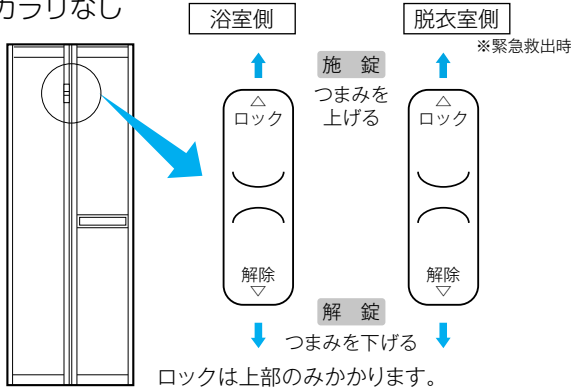 ガラリなし
浴室側
脱衣室側
※緊急救出時
施 錠
つまみを
上げる
△
ロック
△
ロック
解除
▽
解除
▽
解 錠
つまみを下げる
ロックは上部のみかかります。